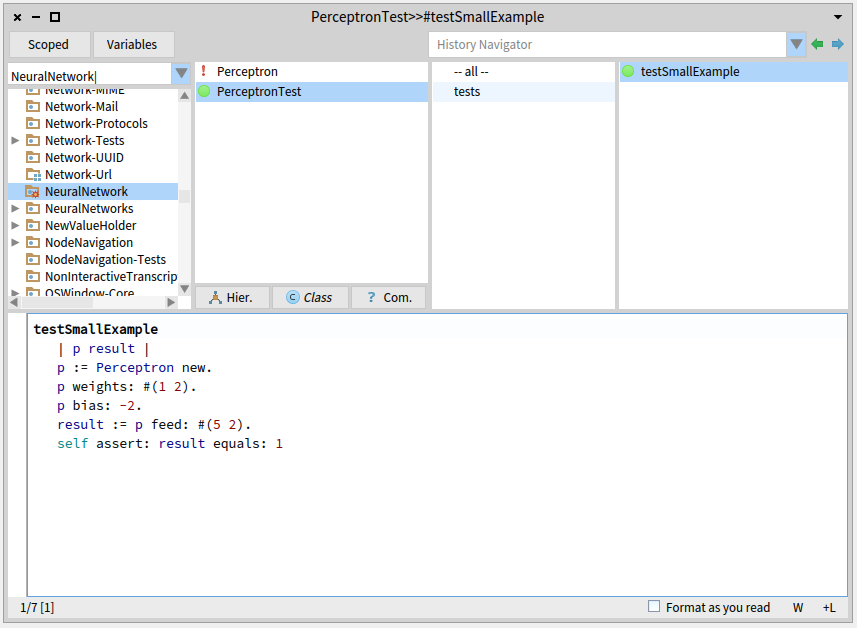 PerceptronTest>>#testSmallExample
Scoped
Variables
History Navigator
NeuralNetwork
Network-MIME
Network-Mail
Network-Protocols
Network-Tests
Network-UUID
Network-Url
NeuralNetwork
NeuralNetworks
NewValueHolder
NodeNavigation
NodeNavigation-Tests
NonInteractiveTranscrip
OSWindow-Core
! Perceptron
PerceptronTest
Hier.
C Class
? Com.
-- all --
tests
testSmallExample
testSmallExample
| p result |
p := Perceptron new.
p weights: #(1 2).
p bias: -2.
result := p feed: #(5 2).
self assert: result equals: 1
1/7 [1]
Format as you read
W
+L